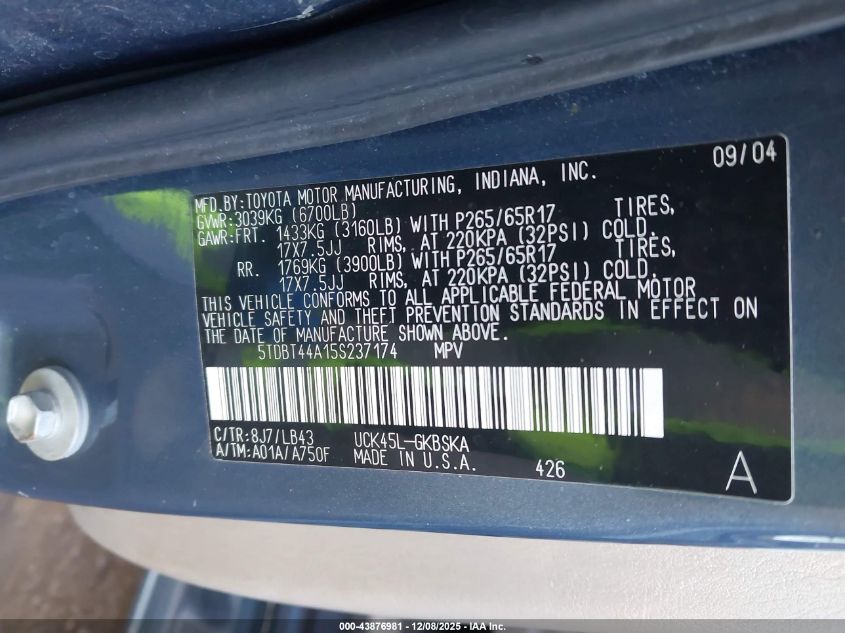 09/04
MFD.BY:TOYOTA MOTOR MANUFACTURING, INDIANA, INC.
GVWR:3039KG (6700LB)
GAWR:FRT. 1433KG (3160LB) WITH P265/65R17 TIRES,
17X7.5JJ RIMS, AT 220KPA (32PSI) COLD.
RR. 1769KG (3900LB) WITH P265/65R17 TIRES,
17X7.5JJ RIMS, AT 220KPA (32PSI) COLD.
THIS VEHICLE CONFORMS TO ALL APPLICABLE FEDERAL MOTOR
VEHICLE SAFETY AND THEFT PREVENTION STANDARDS IN EFFECT ON
THE DATE OF MANUFACTURE SHOWN ABOVE.
5TDBT44A15S237174 MPV
C/TR:8J7/LB43 UCK45L-GKBSKA
A/TM:A01A/A750F MADE IN U.S.A. 426 A
000-43876981 | 12/08/2025 - IAA Inc.